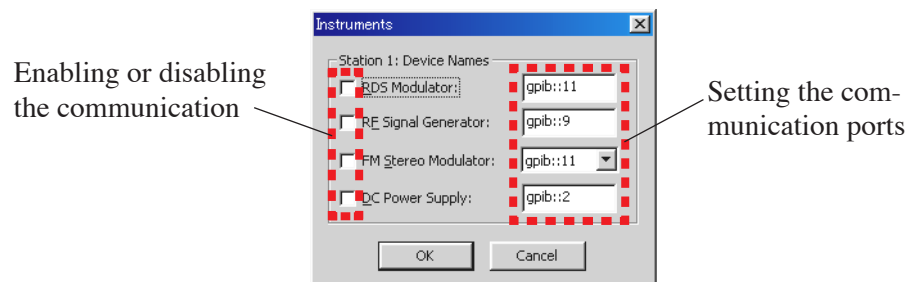 Instruments
Station 1: Device Names
Enabling or disabling
the communication
RDS Modulator:
gpib::11
RF Signal Generator:
gpib::9
FM Stereo Modulator:
gpib::11
DC Power Supply:
gpib::2
Setting the com-
munication ports
OK
Cancel